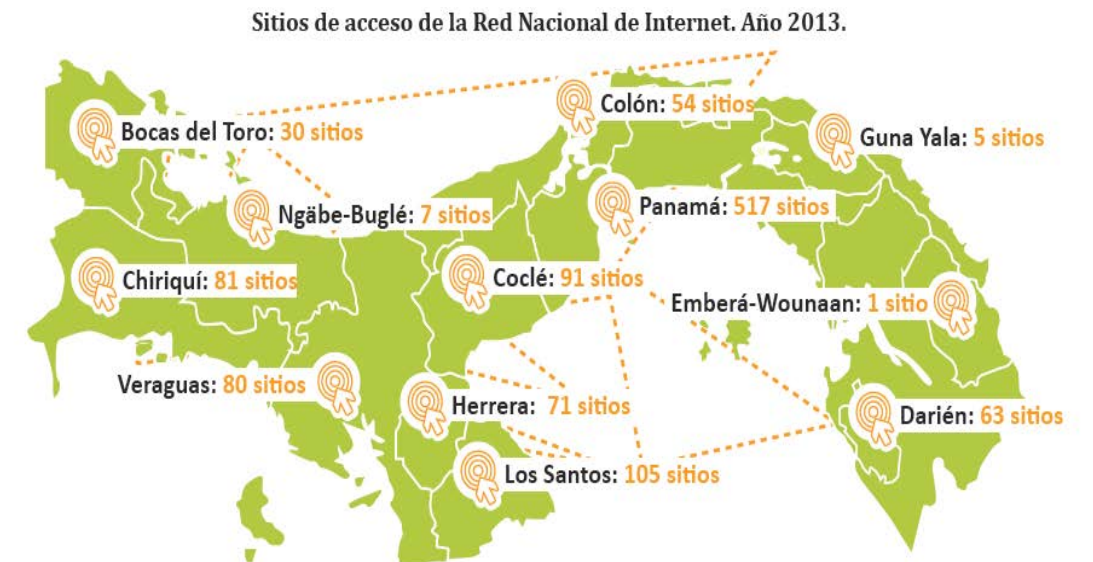 Sitios de acceso de la Red Nacional de Internet. Año 2013.
Colón: 54 sitios
Bocas del Toro: 30 sitios
Guna Yala: 5 sitios
Ngäbe-Buglé: 7 sitios
Panamá: 517 sitios
Chiriquí: 81 sitios
Coclé: 91 sitios
Emberá-Wounaan: 1 sitio
Veraguas: 80 sitios
Herrera: 71 sitios
Darién: 63 sitios
Los Santos: 105 sitios